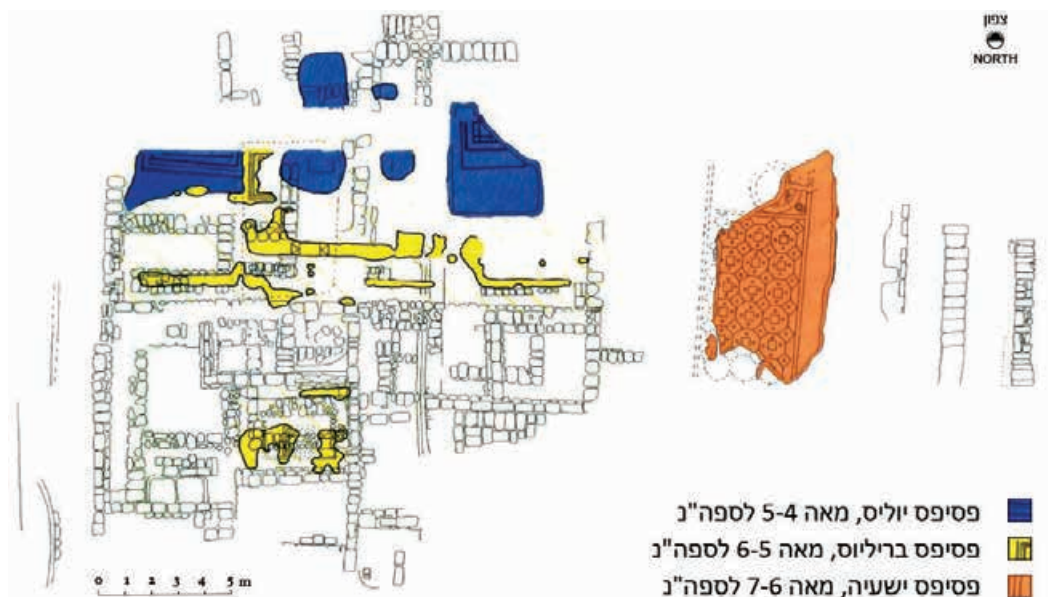 צפון
NORTH
פסיפס יוליס, מאה 5-4 לספה"נ
פסיפס בריליוס, מאה 6-5 לספה"נ
פסיפס ישעיה, מאה 7-6 לספה"נ
0 1 2 3 4 5 m